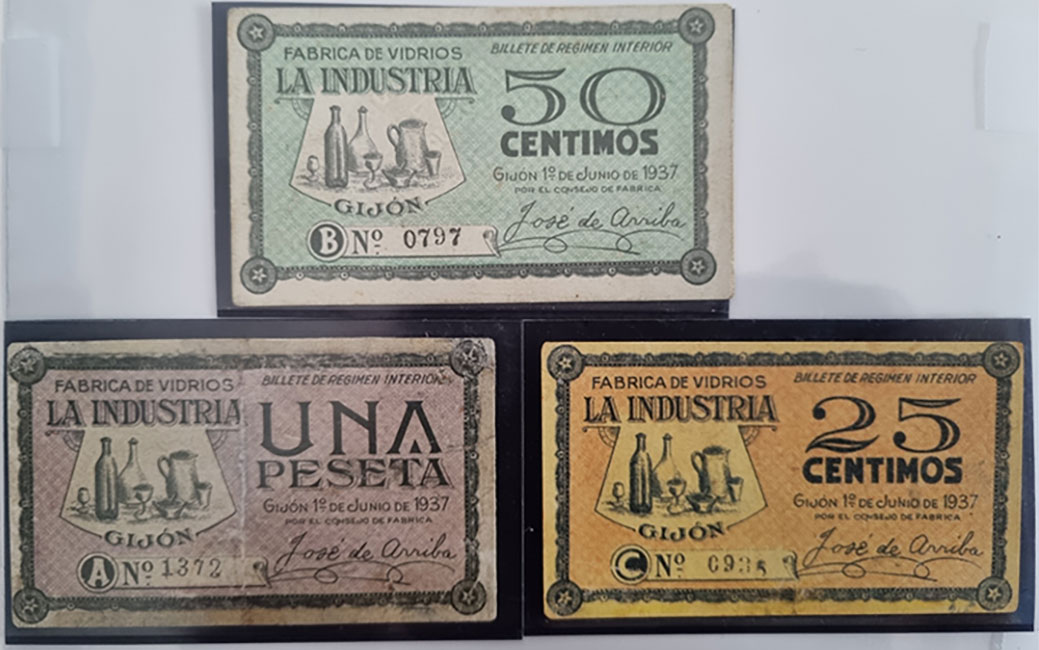 FABRICA DE VIDRIOS
LA INDUSTRIA
GIJÓN
B Nº 0797
BILLETE DE REGIMEN INTERIOR
50
CENTIMOS
GIJÓN 1º DE JUNIO DE 1937
POR EL CONSEJO DE FABRICA
José de Arriba
FABRICA DE VIDRIOS
LA INDUSTRIA
GIJÓN
A Nº 1372
BILLETE DE REGIMEN INTERIOR
UNA
PESETA
GIJÓN 1º DE JUNIO DE 1937
POR EL CONSEJO DE FABRICA
José de Arriba
FABRICA DE VIDRIOS
LA INDUSTRIA
GIJÓN
C Nº
BILLETE DE REGIMEN INTERIOR
25
CENTIMOS
GIJÓN 1º DE JUNIO DE 1937
POR EL CONSEJO DE FABRICA
José de Arriba